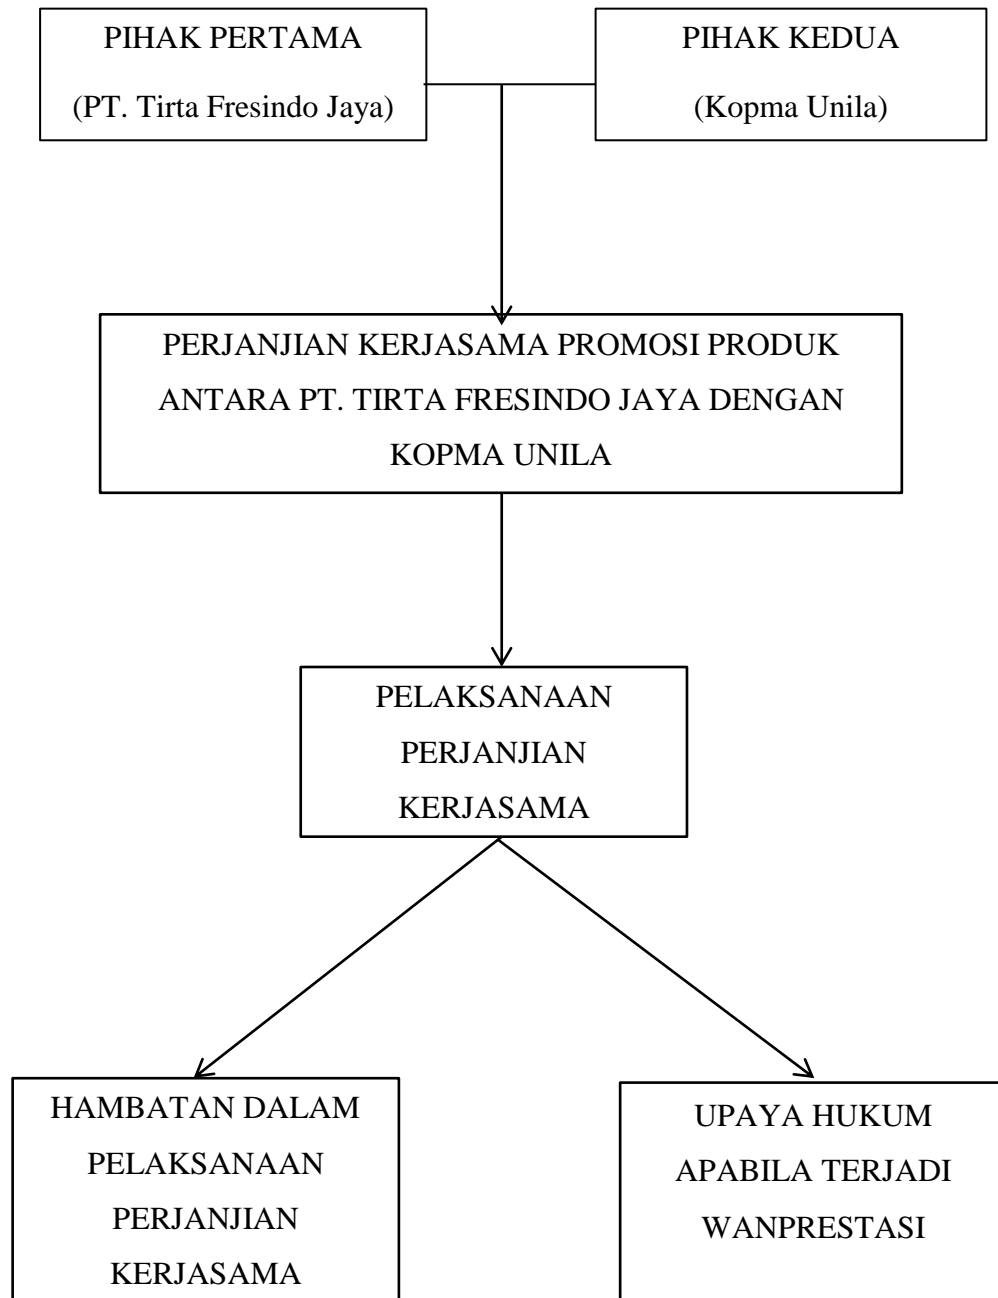 PIHAK PERTAMA
(PT. Tirta Fresindo Jaya)
PIHAK KEDUA
(Kopma Unila)
PERJANJIAN KERJASAMA PROMOSI PRODUK
ANTARA PT. TIRTA FRESINDO JAYA DENGAN
KOPMA UNILA
PELAKSANAAN
PERJANJIAN
KERJASAMA
HAMBATAN DALAM
PELAKSANAAN
PERJANJIAN
KERJASAMA
UPAYA HUKUM
APABILA TERJADI
WANPRESTASI